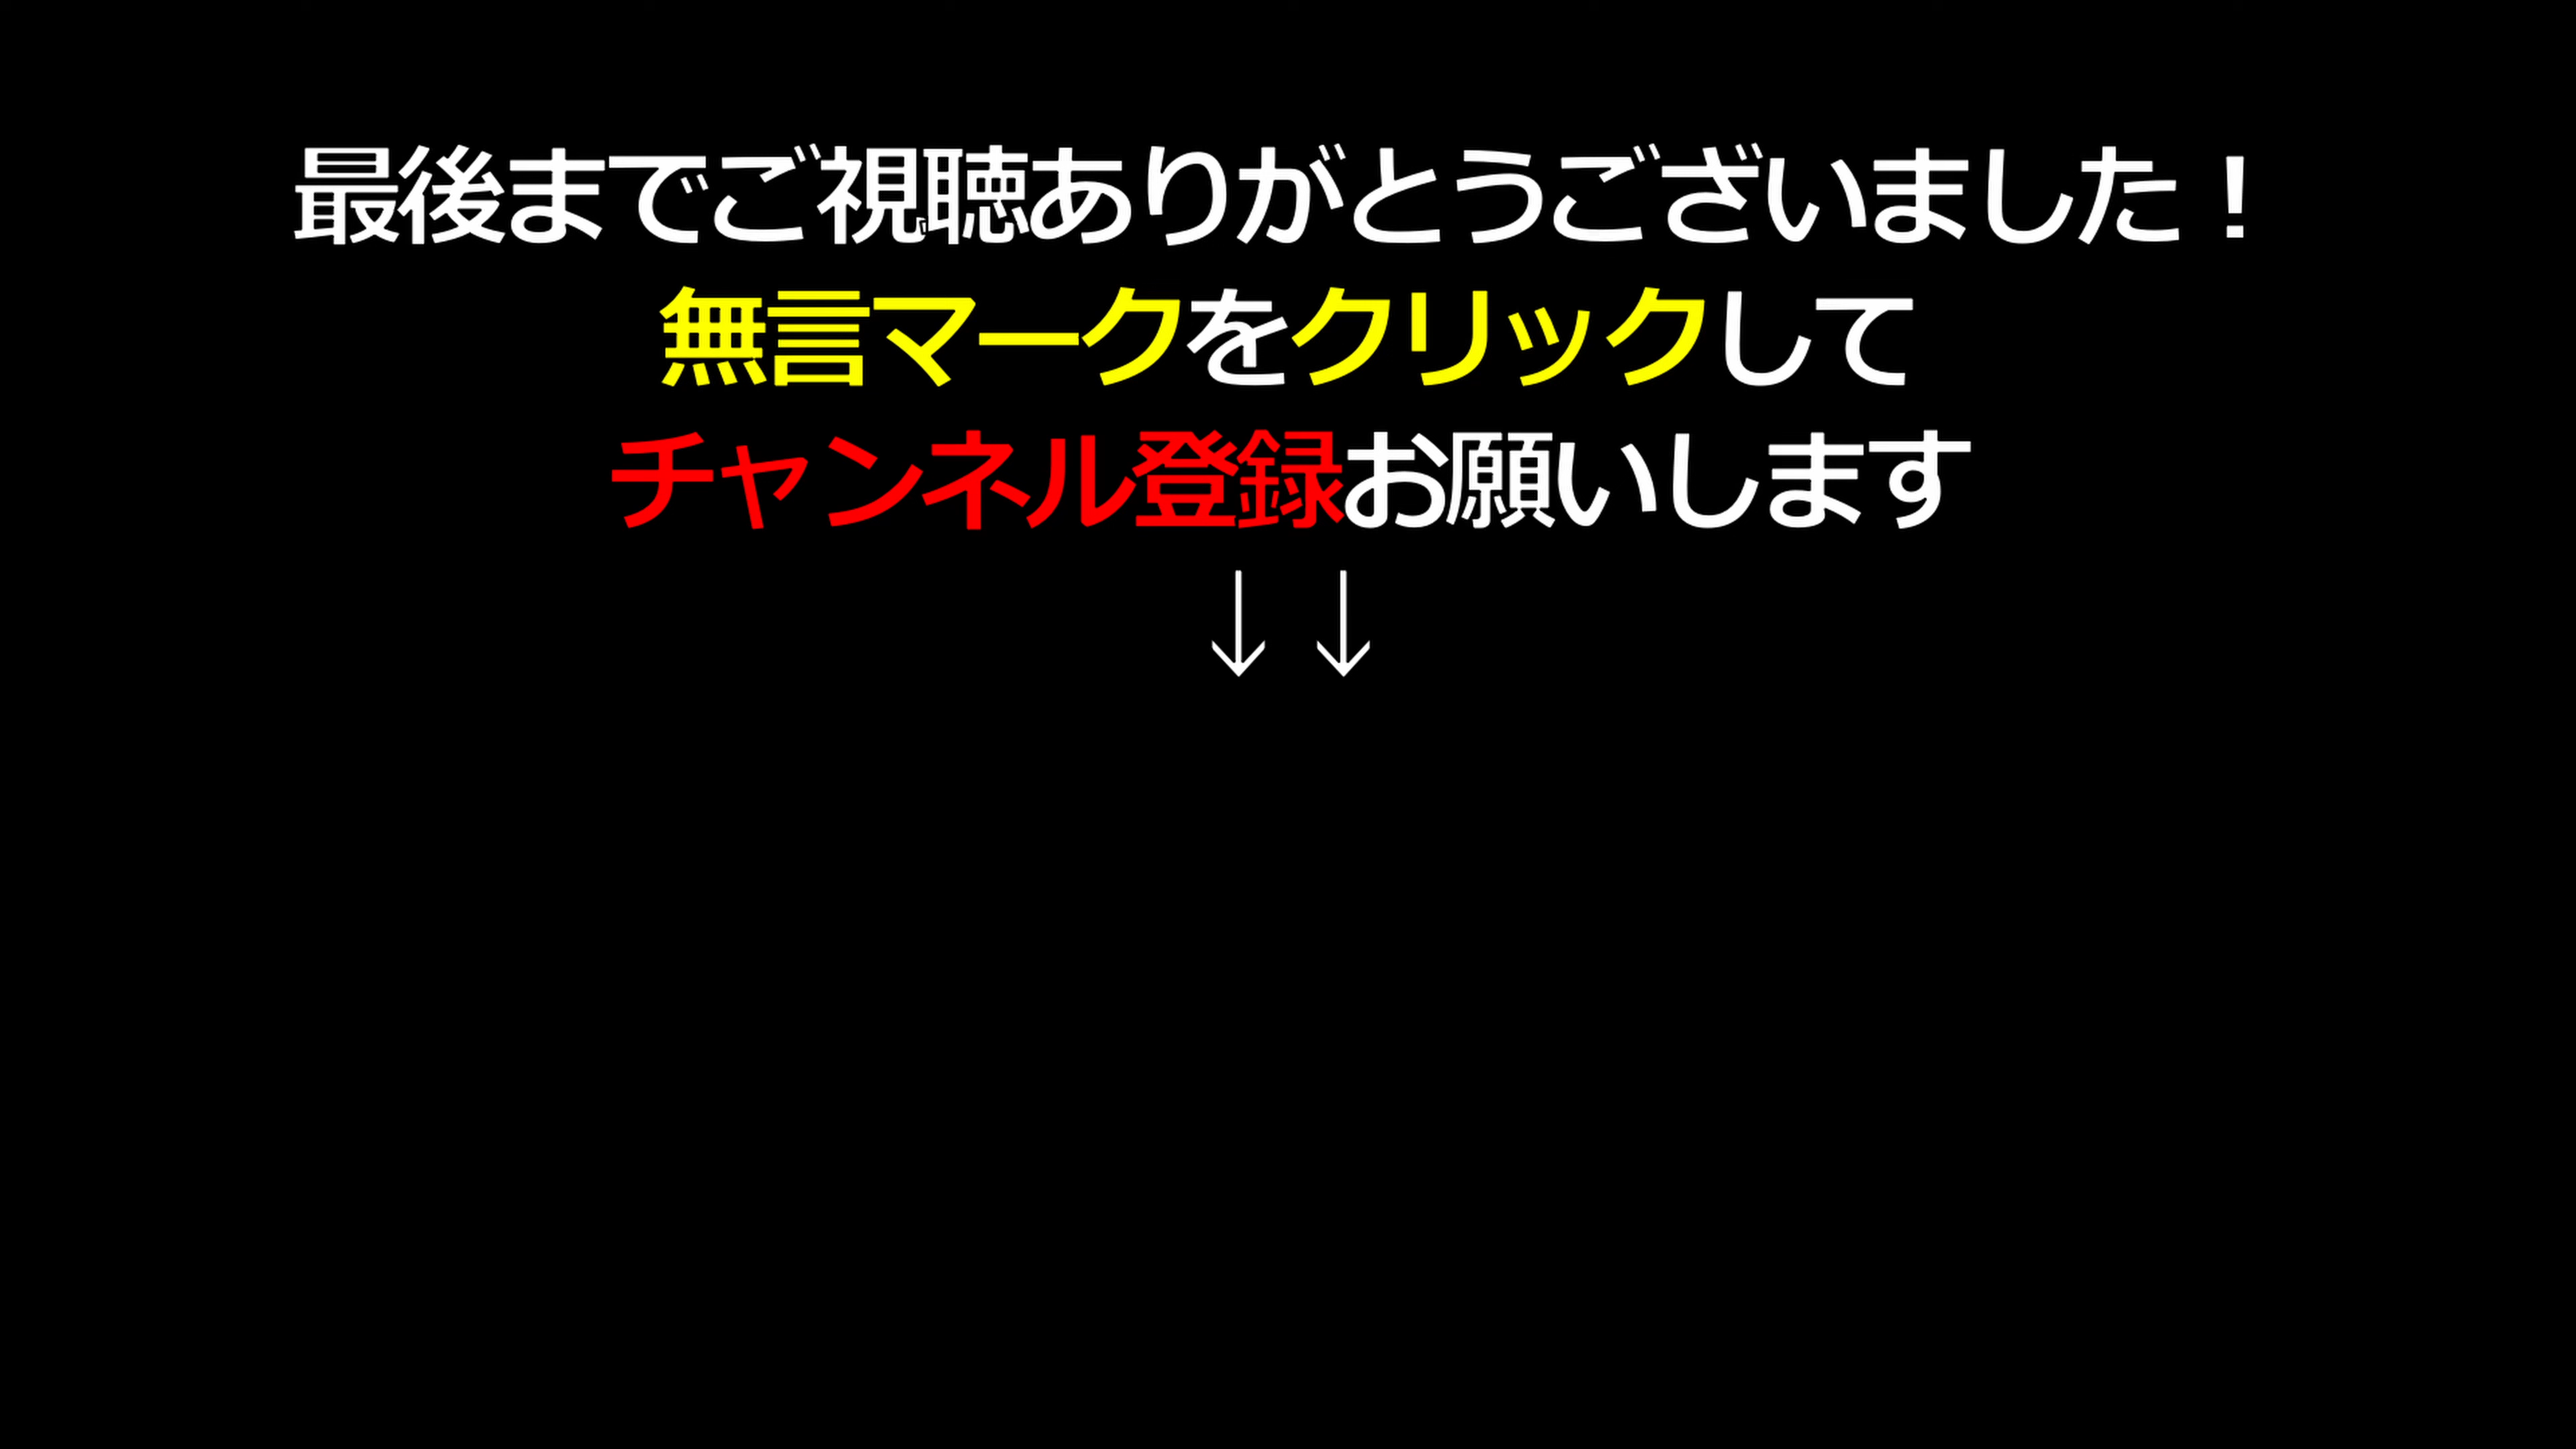 最後までご視聴ありがとうございました！
無言マークをクリックして
チャンネル登録お願いします
↓↓